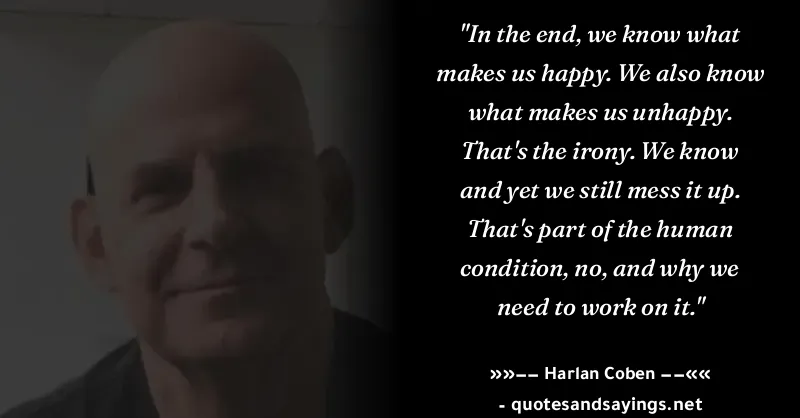 "In the end, we know what
makes us happy. We also know
what makes us unhappy.
That's the irony. We know
and yet we still mess it up.
That's part of the human
condition, no, and why we
need to work on it."
»»–– Harlan Coben ––««
- quotesandsayings.net